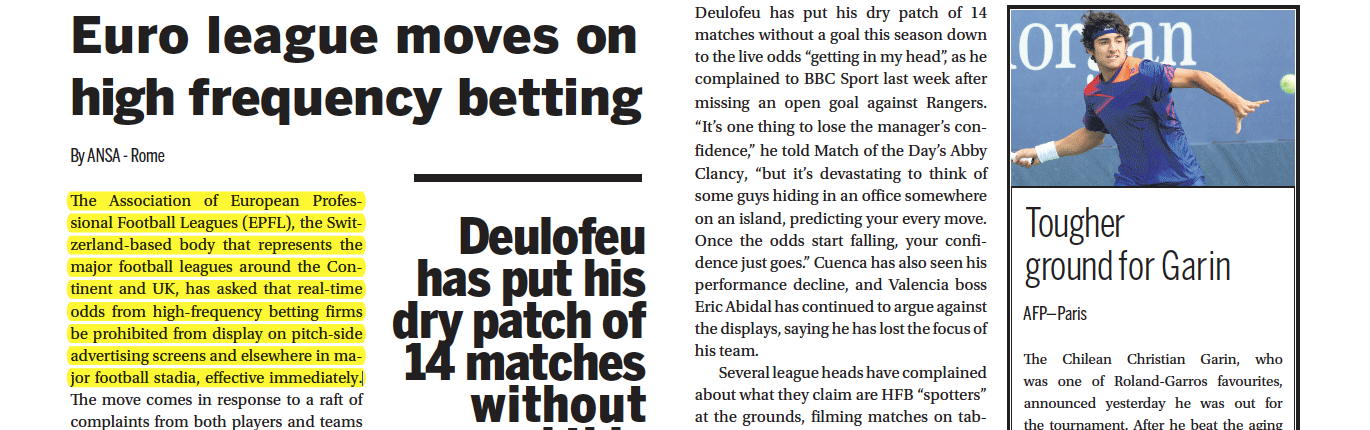 Euro league moves on
high frequency betting
By ANSA - Rome
The Association of European Profes-
sional Football Leagues (EPFL), the Swit-
zerland-based body that represents the
major football leagues around the Con-
tinent and UK, has asked that real-time
odds from high-frequency betting firms
be prohibited from display on pitch-side
advertising screens and elsewhere in ma-
jor football stadia, effective immediately.
The move comes in response to a raft of
complaints from both players and teams
Deulofeu
has put his
dry patch of
14 matches
without
Deulofeu has put his dry patch of 14
matches without a goal this season down
to the live odds “getting in my head”, as he
complained to BBC Sport last week after
missing an open goal against Rangers.
“It’s one thing to lose the manager’s con-
fidence,” he told Match of the Day’s Abby
Clancy, “but it’s devastating to think of
some guys hiding in an office somewhere
on an island, predicting your every move.
Once the odds start falling, your confi-
dence just goes.” Cuenca has also seen his
performance decline, and Valencia boss
Eric Abidal has continued to argue against
the displays, saying he has lost the focus of
his team.
Several league heads have complained
about what they claim are HFB “spotters”
at the grounds, filming matches on tab-
organ
Tougher
ground for Garin
AFP—Paris
The Chilean Christian Garin, who
was one of Roland-Garros favourites,
announced yesterday he was out for
the tournament. After he beat the aging